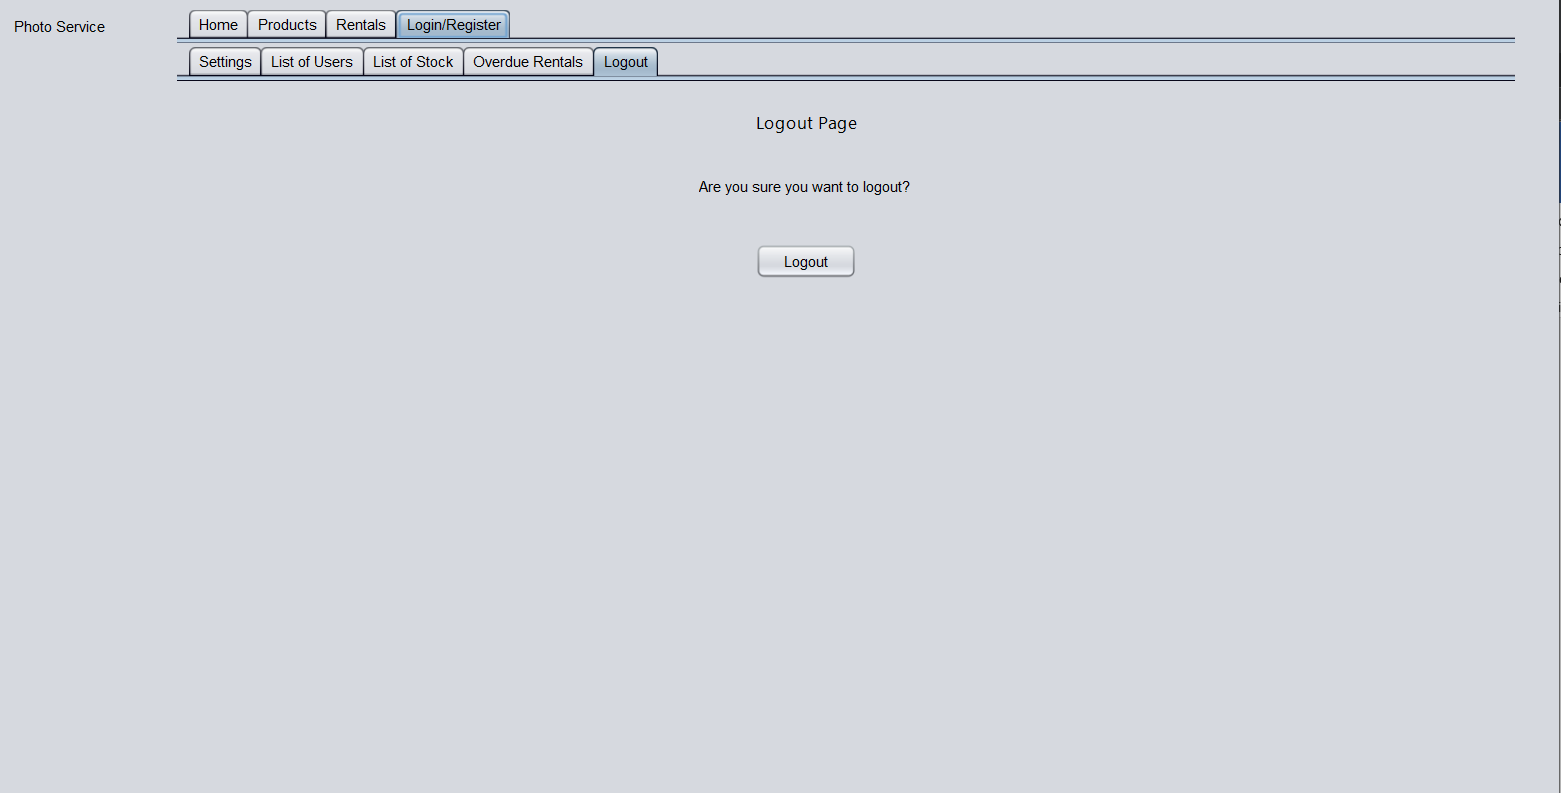 Photo Service
Home Products Rentals Login/Register
Settings List of Users List of Stock Overdue Rentals Logout
Logout Page
Are you sure you want to logout?
Logout